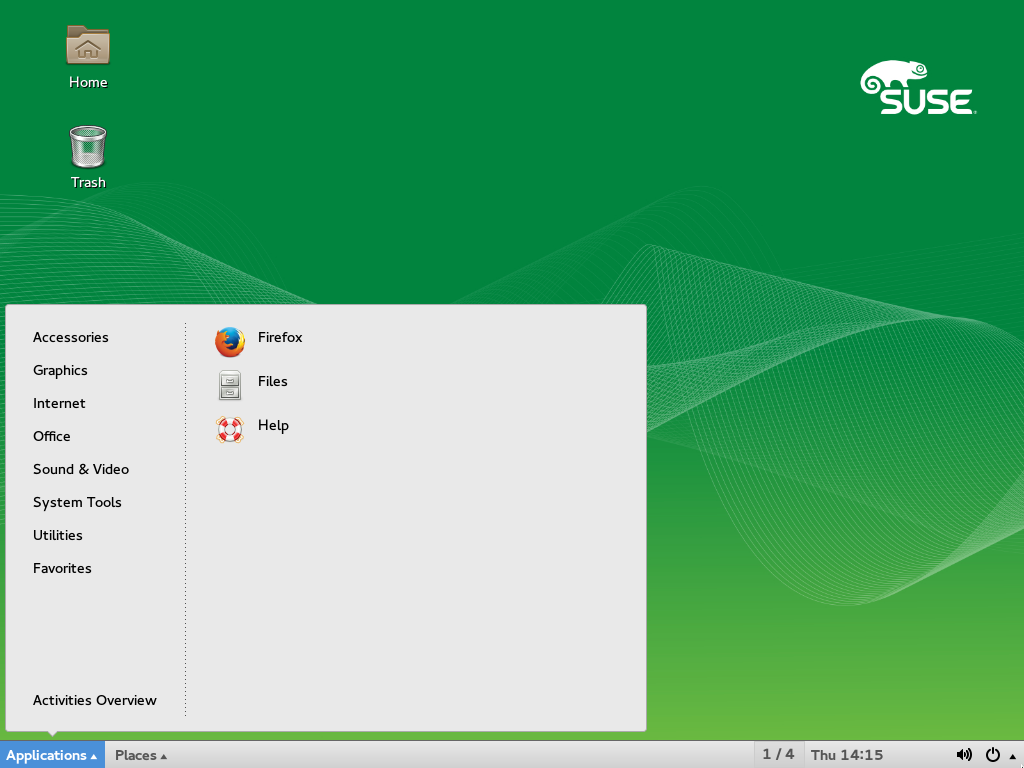 Home
Trash
SUSE
Accessories
Graphics
Internet
Office
Sound & Video
System Tools
Utilities
Favorites
Activities Overview
Firefox
Files
Help
Applications
Places
1 / 4
Thu 14:15